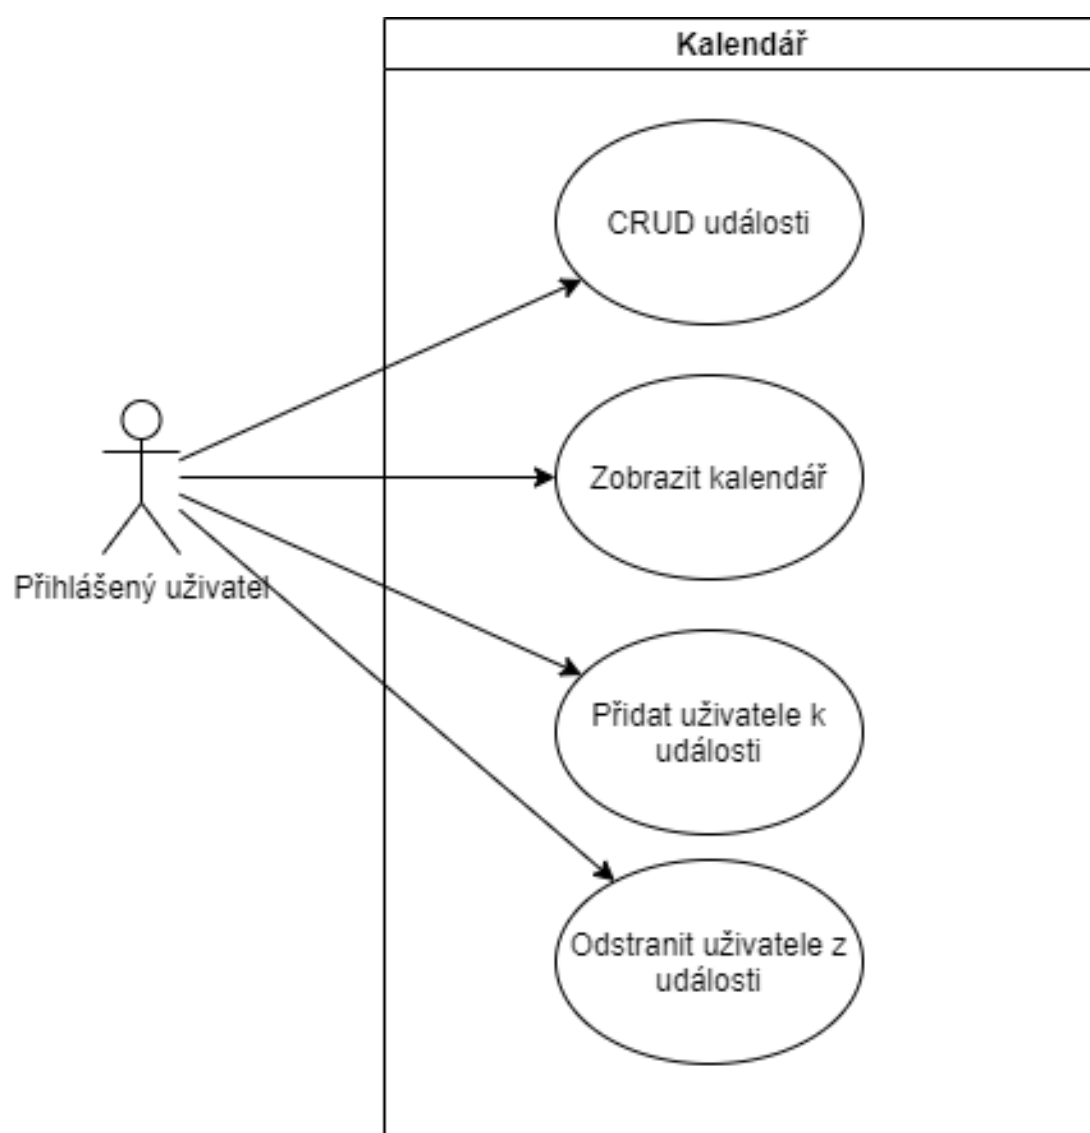 Kalendář
CRUD události
Zobrazit kalendář
Přihlášený uživatel
Přidat uživatele k
události
Odstranit uživatele z
události